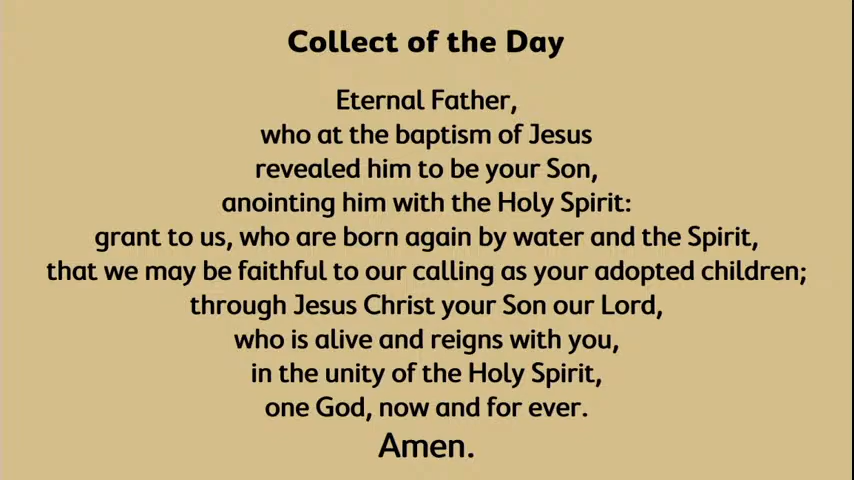 Collect of the Day
Eternal Father,
who at the baptism of Jesus
revealed him to be your Son,
anointing him with the Holy Spirit:
grant to us, who are born again by water and the Spirit,
that we may be faithful to our calling as your adopted children;
through Jesus Christ your Son our Lord,
who is alive and reigns with you,
in the unity of the Holy Spirit,
one God, now and for ever.
Amen.